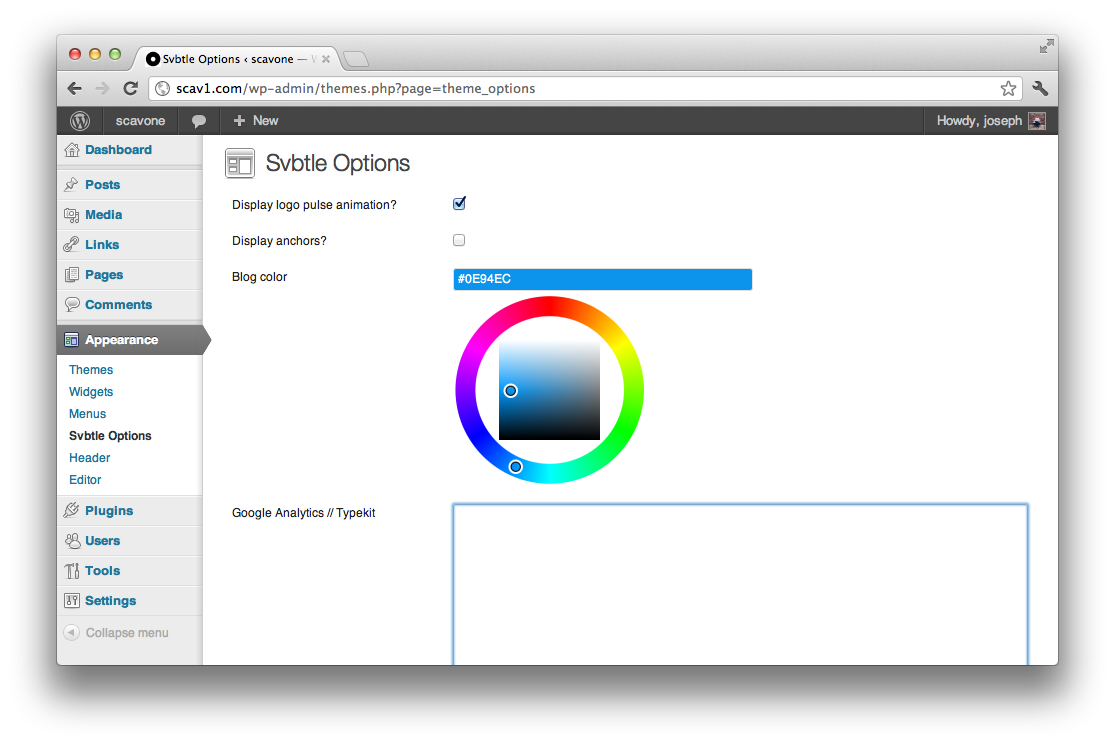 Svbtle Options ‹ scavone — W
scav1.com/wp-admin/themes.php?page=theme_options
scavone
New
Howdy, joseph
Dashboard
Posts
Media
Links
Pages
Comments
Appearance
Themes
Widgets
Menus
Svbtle Options
Header
Editor
Plugins
Users
Tools
Settings
Collapse menu
Svbtle Options
Display logo pulse animation?
Display anchors?
Blog color
#0E94EC
Google Analytics // Typekit